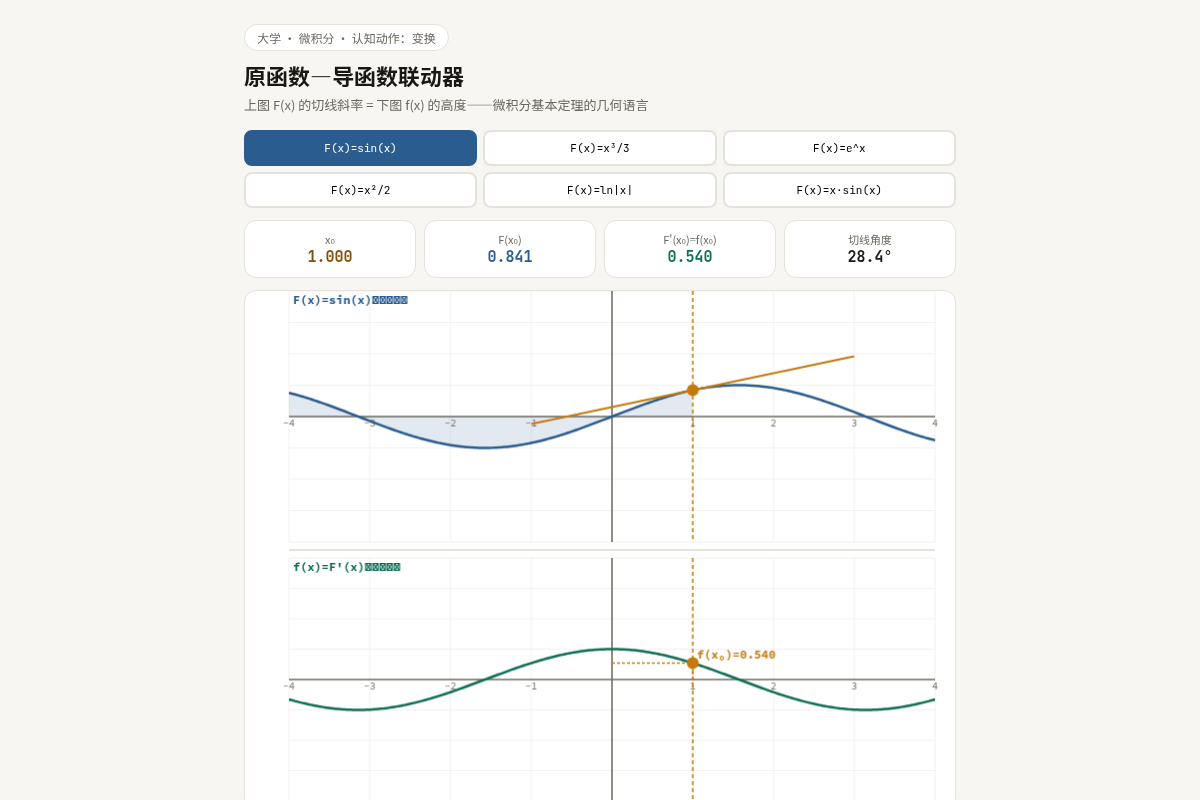 大学 · 微积分 · 认知动作：变换
原函数—导函数联动器
上图 F(x) 的切线斜率 = 下图 f(x) 的高度——微积分基本定理的几何语言
F(x)=sin(x)
F(x)=x³/3
F(x)=e^x
F(x)=x²/2
F(x)=ln|x|
F(x)=x·sin(x)
x₀
1.000
F(x₀)
0.841
F'(x₀)=f(x₀)
0.540
切线角度
28.4°
F(x)=sin(x)
-4 -3 -2 -1 1 2 3 4
f(x)=F'(x)
f(x₀)=0.540
-4 -3 -2 -1 1 2 3 4